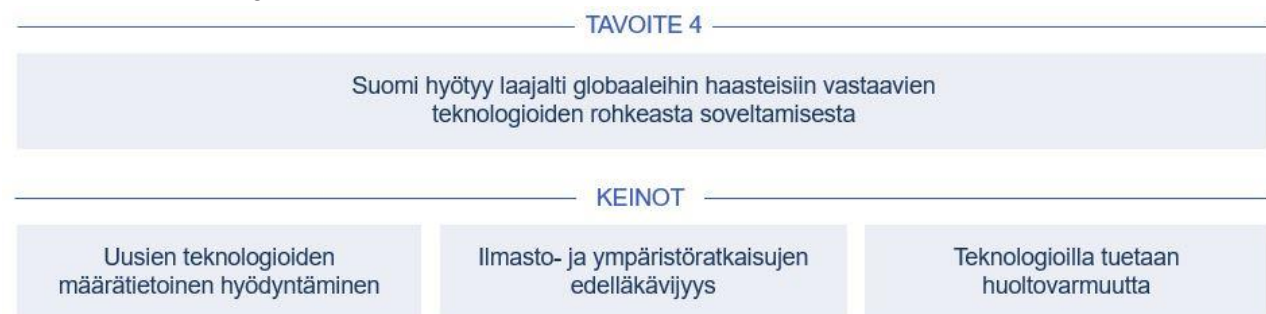 TAVOITE 4
Suomi hyötyy laajalti globaaleihin haasteisiin vastaavien
teknologioiden rohkeasta soveltamisesta
KEINOT
Uusien teknologioiden
määrätietoinen hyödyntäminen
Ilmasto- ja ympäristöratkaisujen
edelläkävijyys
Teknologioilla tuetaan
huoltovarmuutta